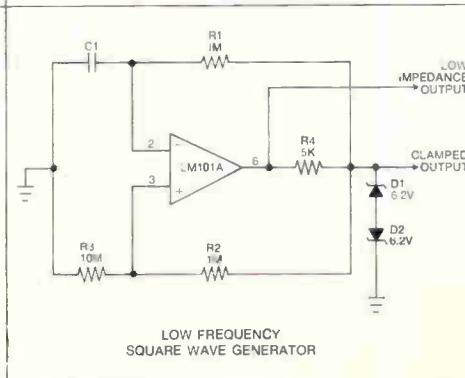 C1
R1
1M
LOW
IMPEDANCE
OUTPUT
2
LM101A
6
R4
5K
CLAMPED
OUTPUT
3
D1
6.2V
R3
10M
R2
1M
D2
6.2V
LOW FREQUENCY
SQUARE WAVE GENERATOR